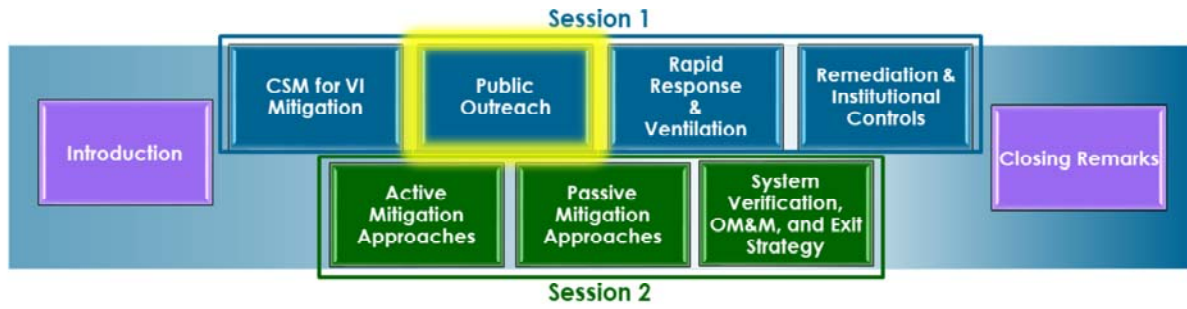 Session 1
Introduction
CSM for VI
Mitigation
Public
Outreach
Rapid
Response
&
Ventilation
Remediation &
Institutional
Controls
Active
Mitigation
Approaches
Passive
Mitigation
Approaches
System
Verification,
OM&M, and Exit
Strategy
Closing Remarks
Session 2